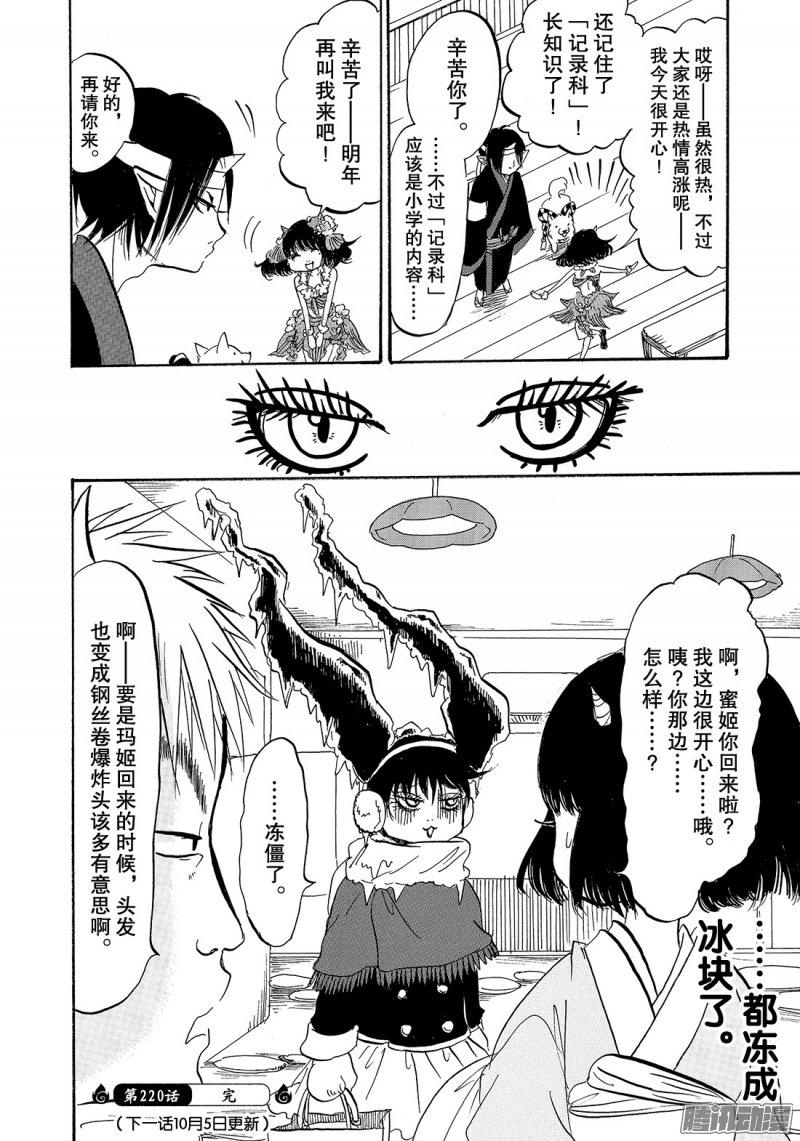 哎呀——虽然很热，不过
大家还是热情高涨呢——
我今天很开心！
还记住了
「记录科」！
长知识了！
辛苦你了。
……不过「记录科」
应该是小学的内容……
辛苦了——明年
再叫我来吧！
好的，
再请你来。
啊，蜜姬你回来啦？
我这边很开心……哦。
咦？你那边……
怎么样……？
……都冻成
冰块了。
……冻僵了。
啊——要是玛姬回来的时候，头发
也变成钢丝卷爆炸头该多有意思啊。
第220话 完
（下一话10月5日更新）
腾讯动漫